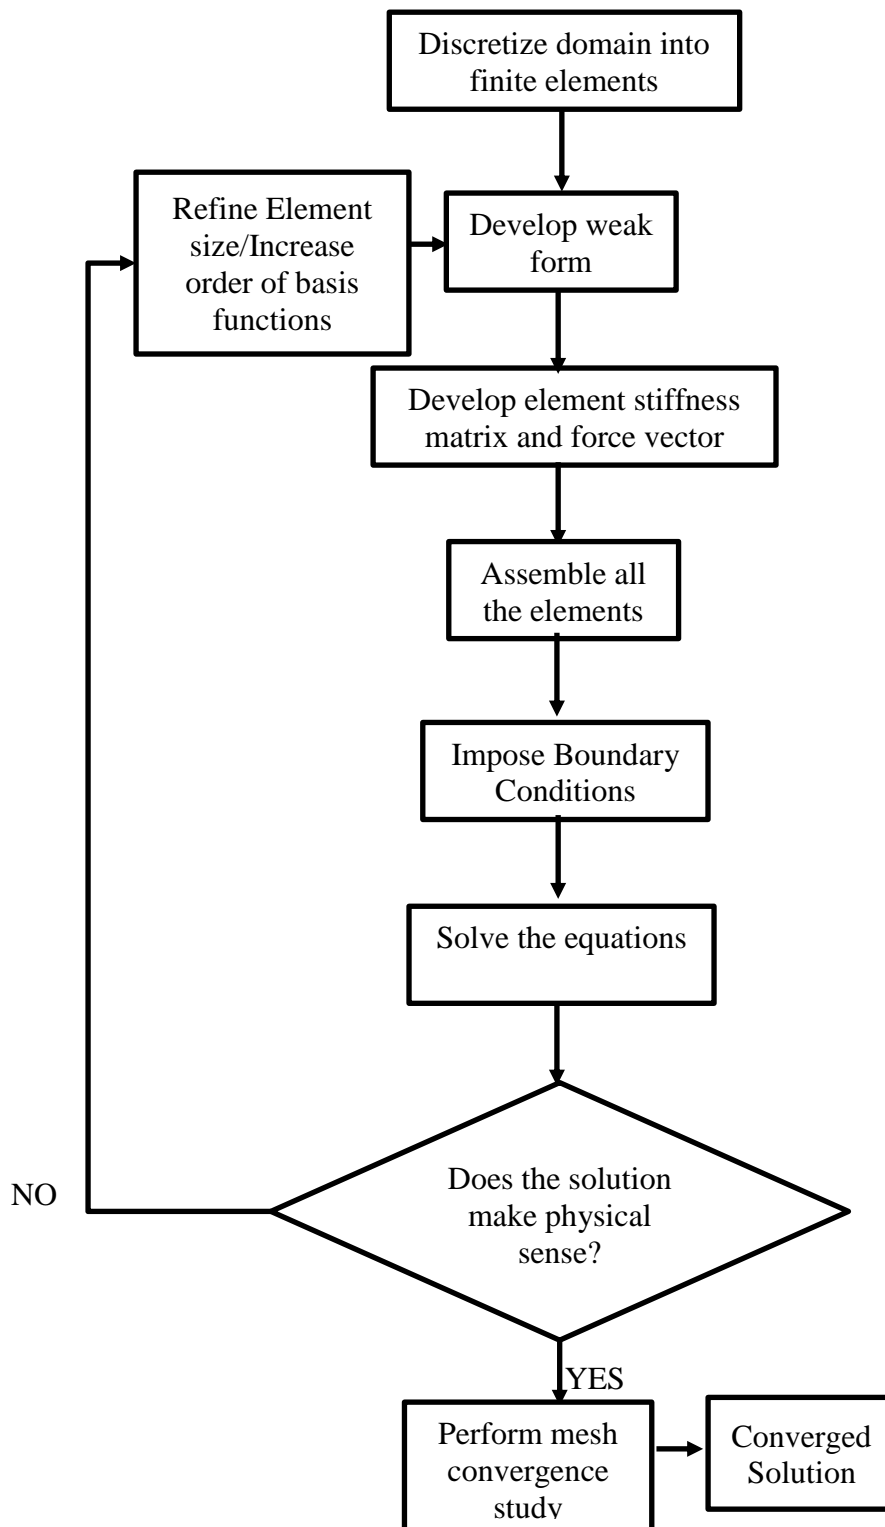 Discretize domain into
finite elements
Refine Element
size/Increase
order of basis
functions
Develop weak
form
Develop element stiffness
matrix and force vector
Assemble all
the elements
Impose Boundary
Conditions
Solve the equations
Does the solution
make physical
sense?
NO
YES
Perform mesh
convergence
study
Converged
Solution